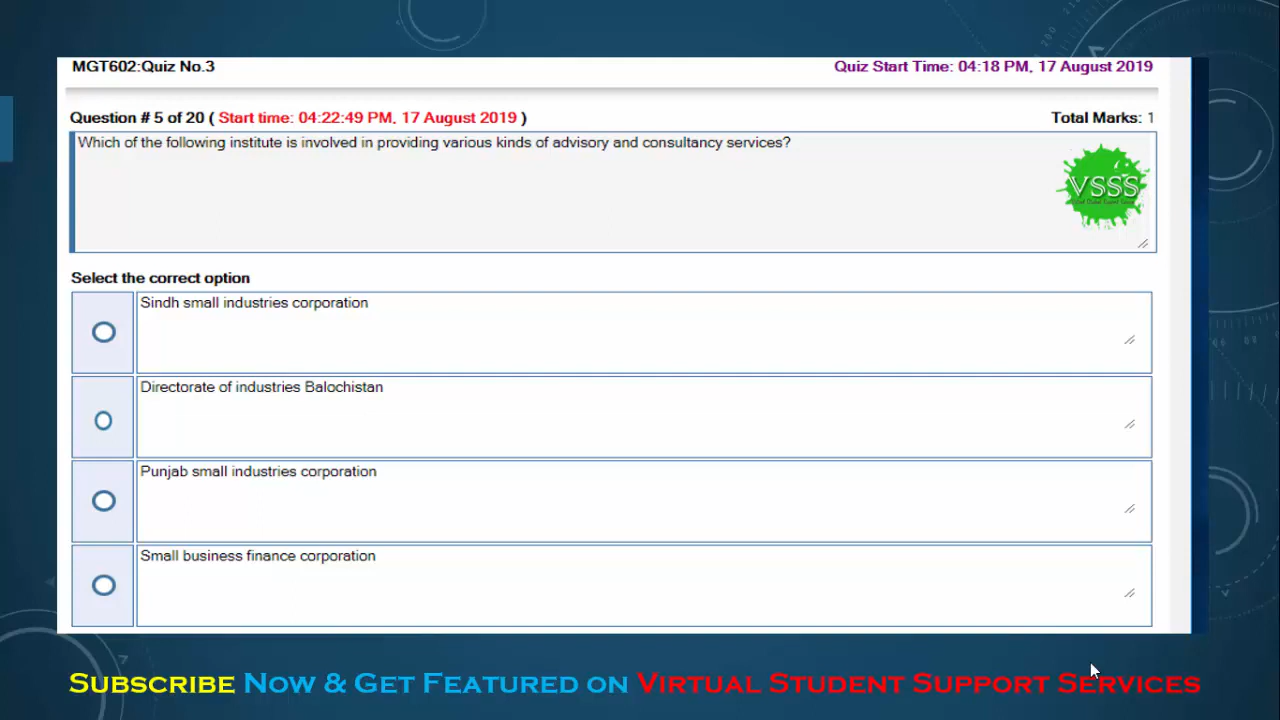 MGT602:Quiz No.3 Quiz Start Time: 04:18 PM, 17 August 2019
Question # 5 of 20 ( Start time: 04:22:49 PM, 17 August 2019 ) Total Marks: 1
Which of the following institute is involved in providing various kinds of advisory and consultancy services?
VSSS
Select the correct option
Sindh small industries corporation
Directorate of industries Balochistan
Punjab small industries corporation
Small business finance corporation
Subscribe Now & Get Featured on Virtual Student Support Services